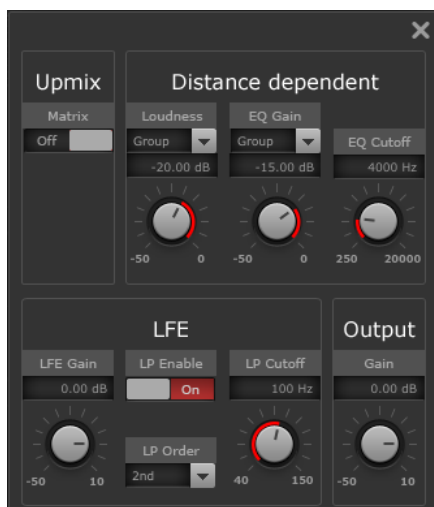 Upmix
Distance dependent
Matrix
Loudness
EQ Gain
Off
Group
Group
EQ Cutoff
-20.00 dB
-15.00 dB
4000 Hz
-50 0
-50 0
250 20000
LFE
Output
LFE Gain
LP Enable
LP Cutoff
Gain
0.00 dB
On
100 Hz
0.00 dB
LP Order
2nd
-50 10
40 150
-50 10